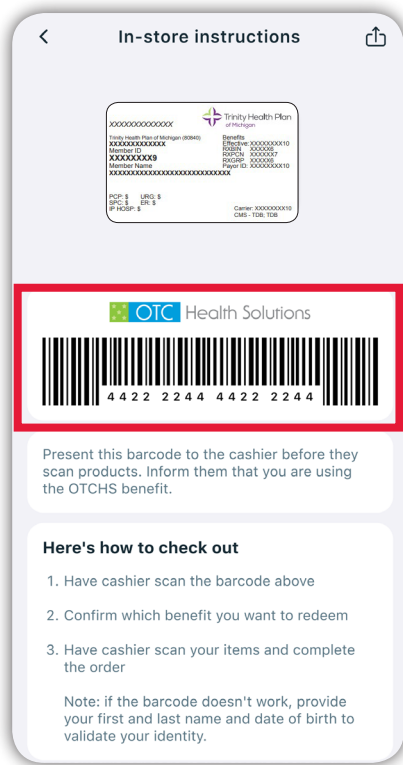 In-store instructions
XXXXXXXXXXXXX
Trinity Health Plan
of Michigan
Trinity Health Plan of Michigan (80840)
XXXXXXXXXXXXX
Member ID
XXXXXXXX9
Member Name
XXXXXXXXXXXXXXXXXXXXXXXXXXXX
Benefits
Effective: XXXXXXXX10
RXBIN XXXXX6
RXPCN XXXXXX7
RXGRP XXXXX6
Payor ID: XXXXXXXXX10
PCP: $ URG: $
SPC: $ ER: $
IP HOSP: $
Carrier: XXXXXXXX10
CMS - TDB; TDB
OTC Health Solutions
4422 2244 4422 2244
Present this barcode to the cashier before they
scan products. Inform them that you are using
the OTCHS benefit.
Here's how to check out
1. Have cashier scan the barcode above
2. Confirm which benefit you want to redeem
3. Have cashier scan your items and complete
the order
Note: if the barcode doesn't work, provide
your first and last name and date of birth to
validate your identity.